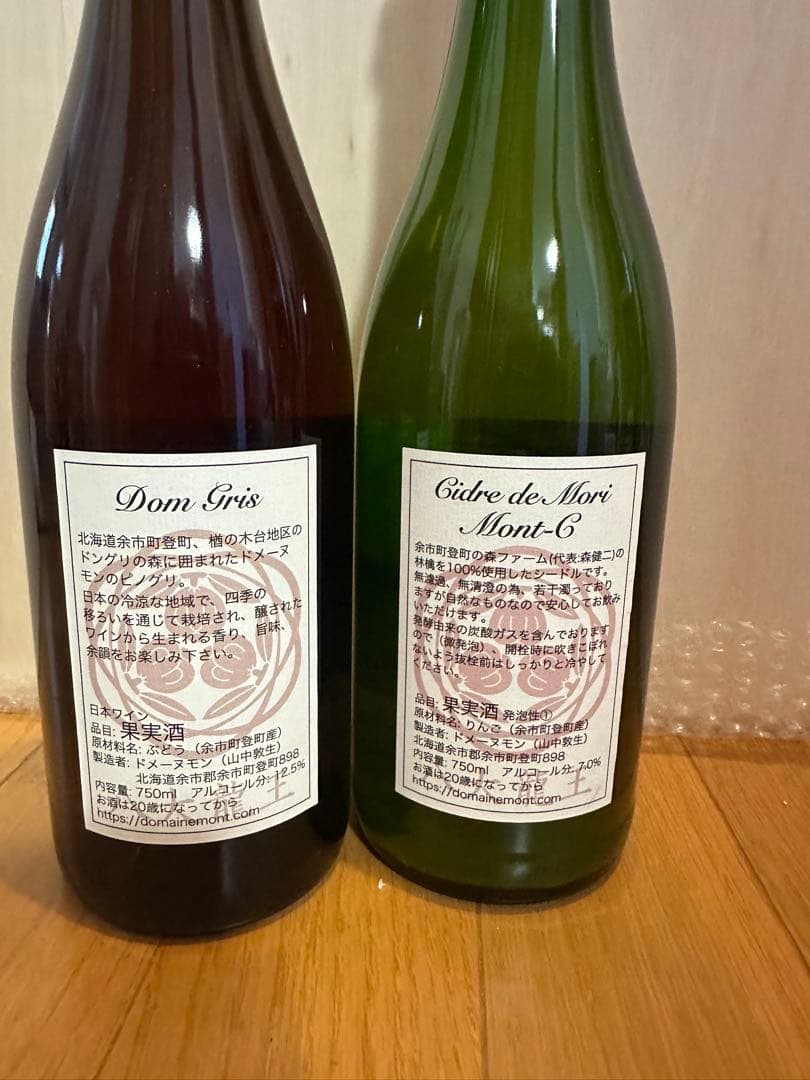 Dom Gris
北海道余市町登町、楢の木台地区の
ドングリの森に囲まれたドメーヌ
モンのピノグリ。
日本の冷涼な地域で、四季の
移ろいを通じて栽培され、醸された
ワインから生まれる香り、旨味、
余韻をお楽しみ下さい。
日本ワイン
品目: 果実酒
原材料名: ぶどう（余市町登町産）
製造者: ドメーヌモン（山中敦生）
北海道余市郡余市町登町898
内容量: 750ml アルコール分: 12.5%
お酒は20歳になってから
https://domainemont.com
龍王
Cidre de Mori
Mont-C
余市町登町の森ファーム(代表:森健二)の
林檎を100%使用したシードルです。
無濾過、無清澄の為、若干濁っており
ますが自然なものなので安心してお飲み
いただけます。
発酵由来の炭酸ガスを含んでおります
ので（微発泡）、開栓時に吹きこぼれ
ないよう抜栓前はしっかりと冷やして
ください。
品目: 果実酒 発泡性①
原材料名: りんご（余市町登町産）
製造者: ドメーヌモン（山中敦生）
北海道余市郡余市町登町898
内容量: 750ml アルコール分: 7.0%
お酒は20歳になってから
https://domainemont.com
龍王